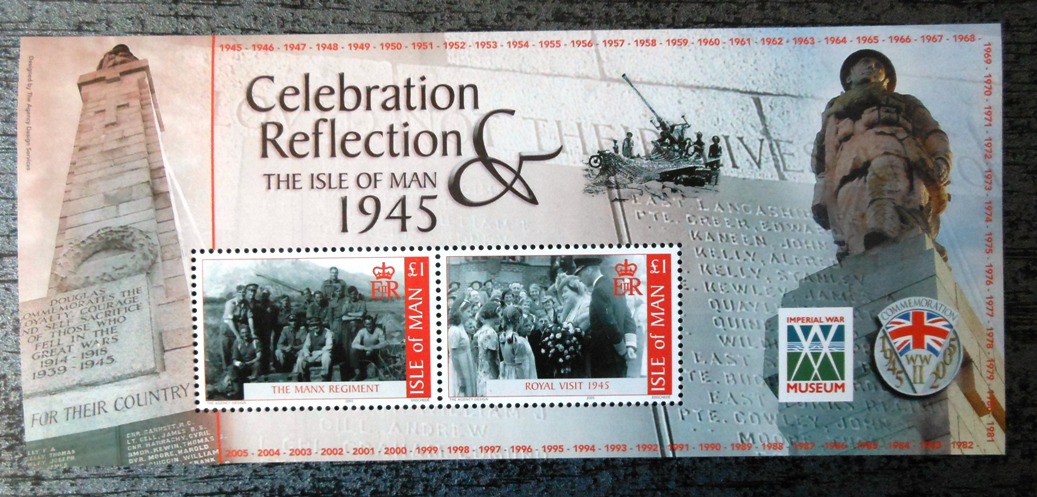 1945 - 1946 - 1947 - 1948 - 1949 - 1950 - 1951 - 1952 - 1953 - 1954 - 1955 - 1956 - 1957 - 1958 - 1959 - 1960 - 1961 - 1962 - 1963 - 1964 - 1965 - 1966 - 1967 - 1968 -
1969 - 1970 - 1971 - 1972 - 1973 - 1974 - 1975 - 1976 - 1977 - 1978 - 1979 - 1980 - 1981
Celebration
& Reflection
THE ISLE OF MAN
1945
THEIR LIVES
EAST LANCASHIRE
PTE. GREER, EDWARD
KANEEN, JOHN
KELLY,
KELLY,
DOUGLAS
COMMEMORATES THE
LOYALTY, COURAGE
AND SELF SACRIFICE
OF THOSE WHO
FELL IN THE
GREAT WARS
1914 - 1918
1939 - 1945
FOR THEIR COUNTRY
£1
ER
ISLE OF MAN
THE MANX REGIMENT
£1
ER
ISLE OF MAN
ROYAL VISIT 1945
IMPERIAL WAR
MUSEUM
COMMEMORATION
WW
II
1945
2005
GILL, ANDREW
PTE. COWLEY, JOHN
2005 - 2004 - 2003 - 2002 - 2001 - 2000 - 1999 - 1998 - 1997 - 1996 - 1995 - 1994 - 1993 - 1992 - 1991 - 1990 - 1989 - 1988 - 1987 - 1986 - 1985 - 1984 - 1983 - 1982 -